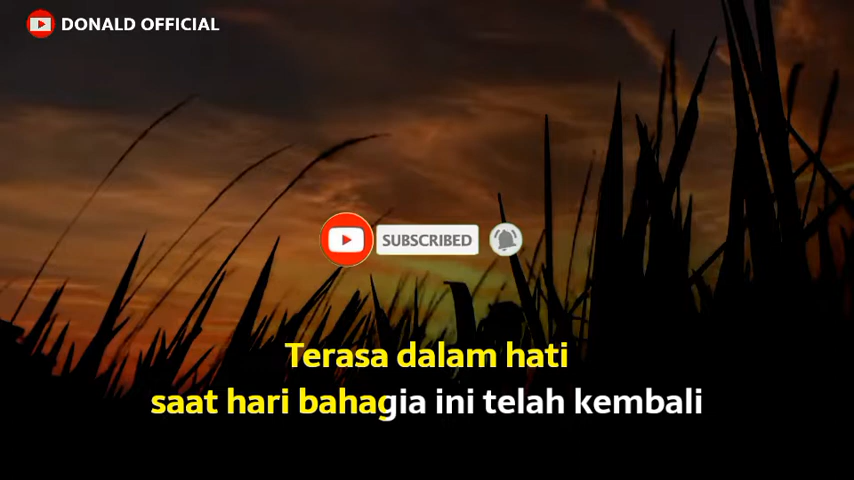 DONALD OFFICIAL
SUBSCRIBED
Terasa dalam hati
saat hari bahagia ini telah kembali